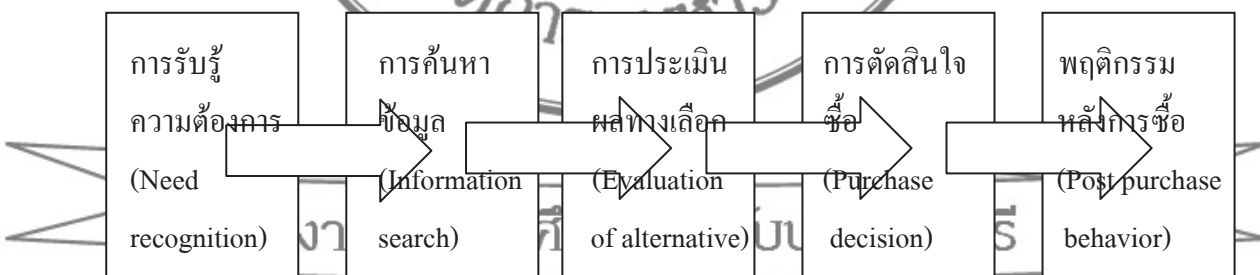 การรับรู้
ความต้องการ
(Need
recognition)
การค้นหา
ข้อมูล
(Information
search)
การประเมิน
ผลทางเลือก
(Evaluation
of alternative)
การตัดสินใจ
ซื้อ
(Purchase
decision)
พฤติกรรม
หลังการซื้อ
(Post purchase
behavior)